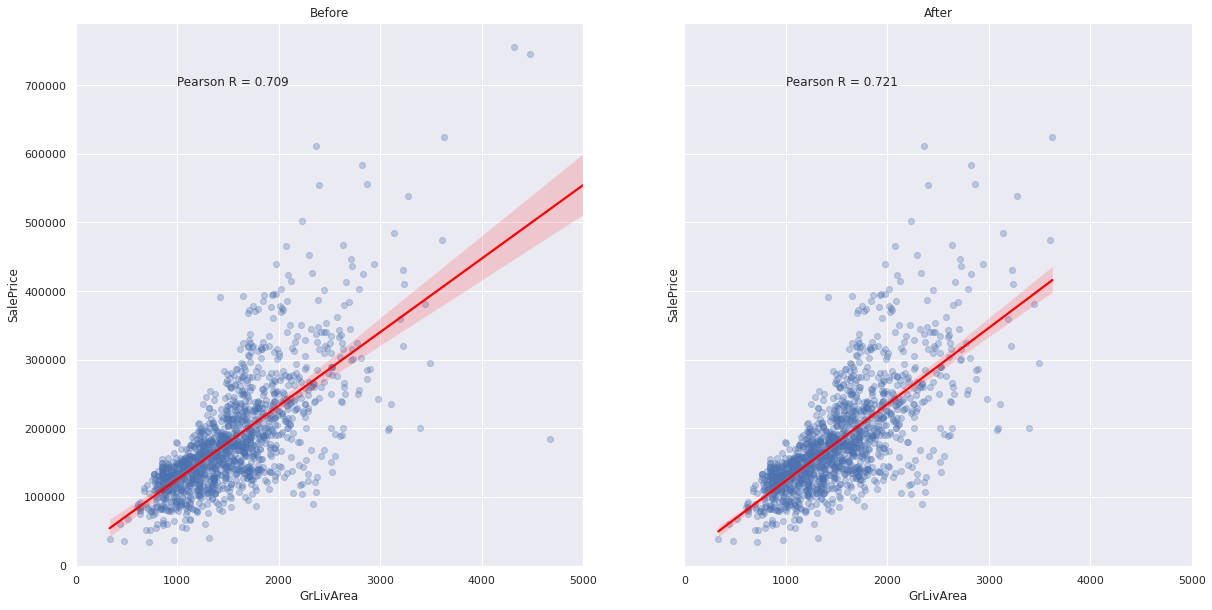 Before
Pearson R = 0.709
700000
600000
500000
400000
300000
200000
100000
0
SalePrice
0 1000 2000 3000 4000 5000
GrLivArea
After
Pearson R = 0.721
SalePrice
0 1000 2000 3000 4000 5000
GrLivArea